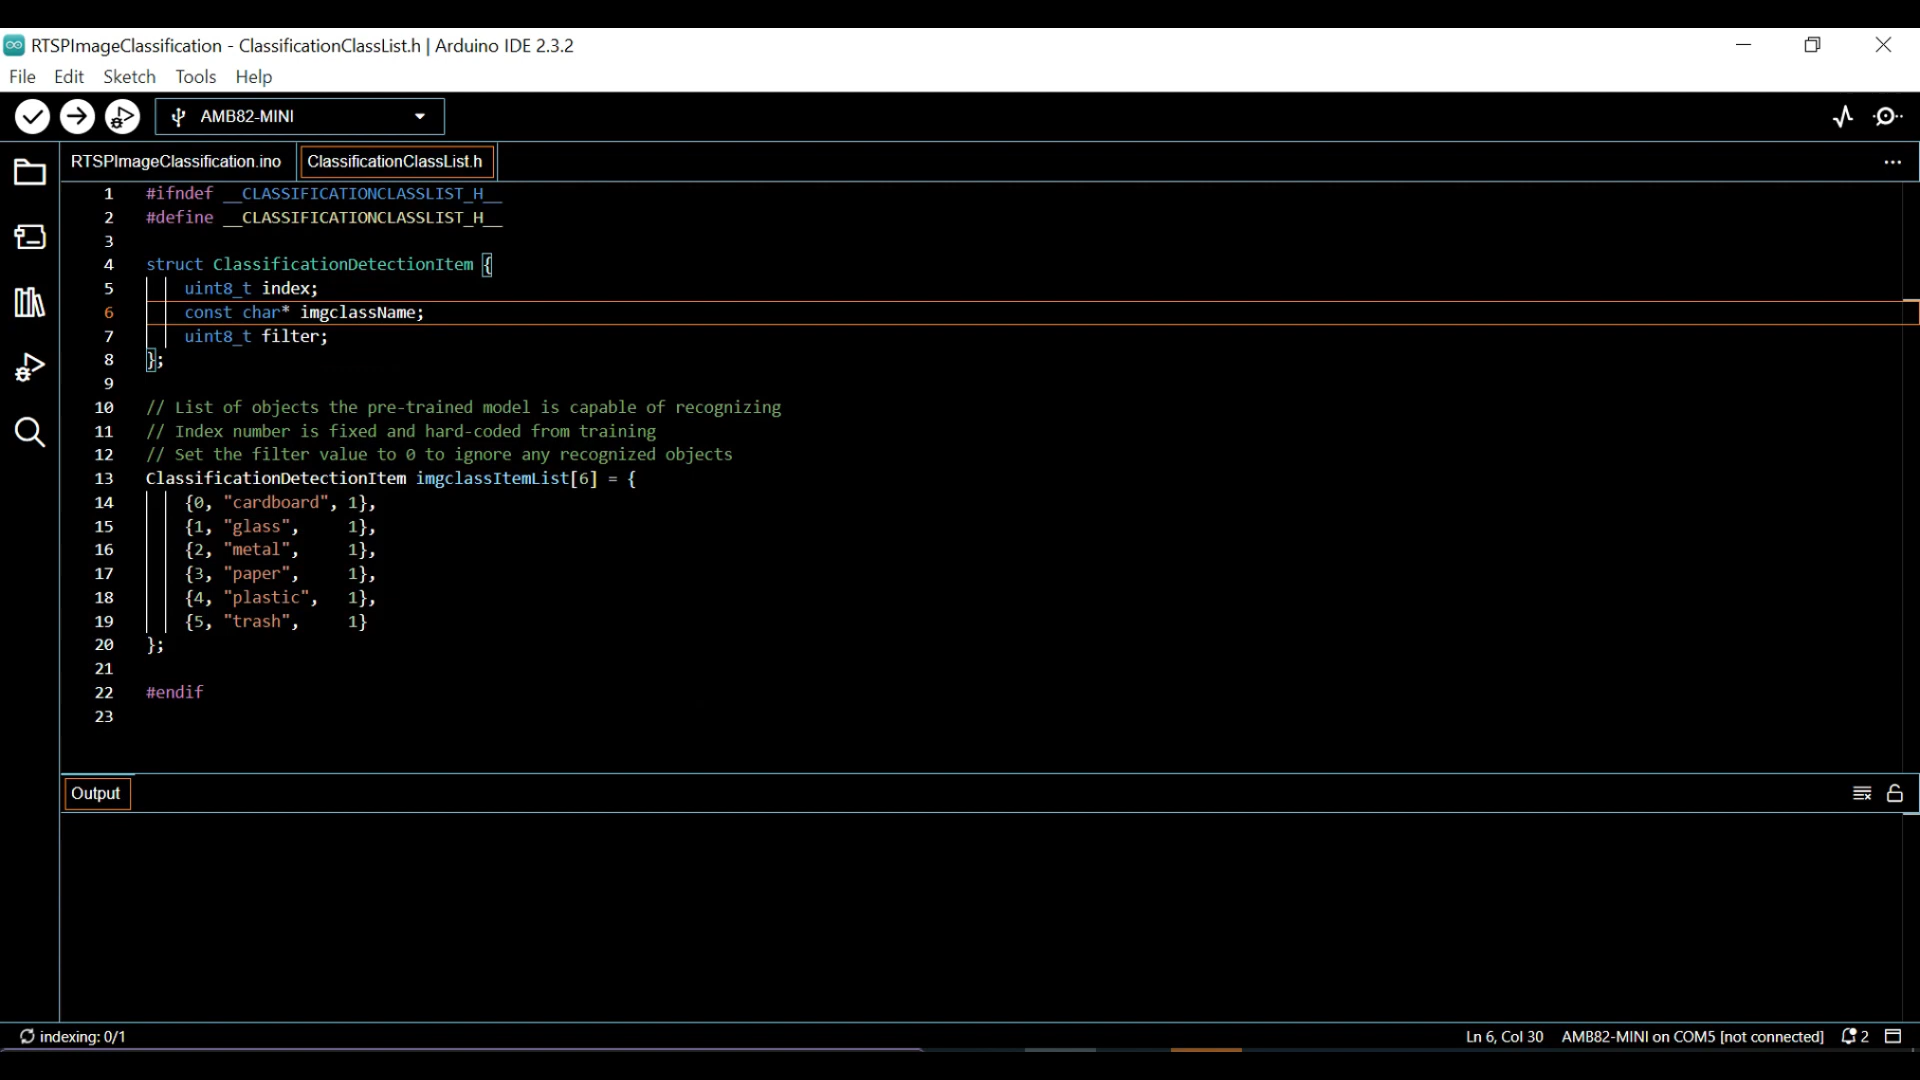 RTSPImageClassification - ClassificationClassList.h | Arduino IDE 2.3.2
File Edit Sketch Tools Help
AMB82-MINI
RTSPImageClassification.ino ClassificationClassList.h ...
1 #ifndef __CLASSIFICATIONCLASSLIST_H__
2 #define __CLASSIFICATIONCLASSLIST_H__
3
4 struct ClassificationDetectionItem {
5     uint8_t index;
6     const char* imgclassName;
7     uint8_t filter;
8 };
9
10 // List of objects the pre-trained model is capable of recognizing
11 // Index number is fixed and hard-coded from training
12 // Set the filter value to 0 to ignore any recognized objects
13 ClassificationDetectionItem imgclassItemList[6] = {
14     {0, "cardboard", 1},
15     {1, "glass",     1},
16     {2, "metal",     1},
17     {3, "paper",     1},
18     {4, "plastic",   1},
19     {5, "trash",     1}
20 };
21
22 #endif
23
Output
indexing: 0/1 Ln 6, Col 30 AMB82-MINI on COM5 [not connected] 2